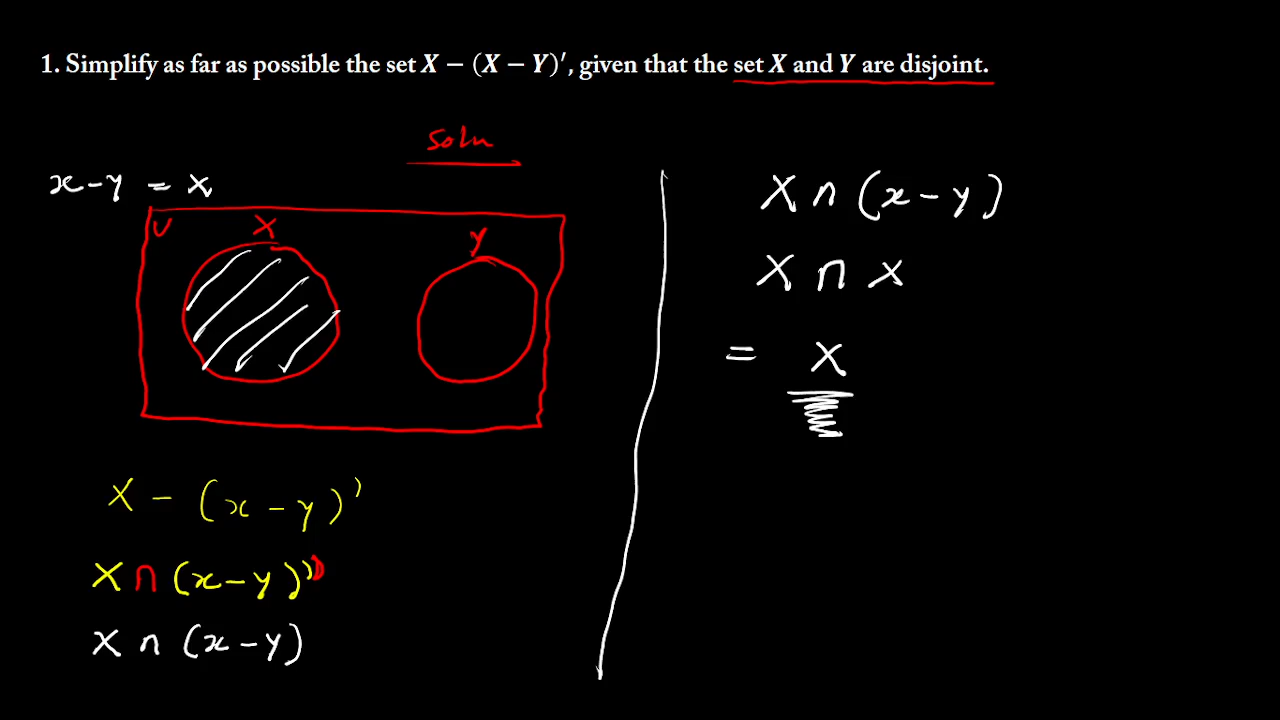 1. Simplify as far as possible the set X − (X − Y)′, given that the set X and Y are disjoint.
Soln
x - y = X
U X Y
X - (x - y)'
X ∩ (x - y)''
X ∩ (x - y)
X ∩ (x - y)
X ∩ X
= X